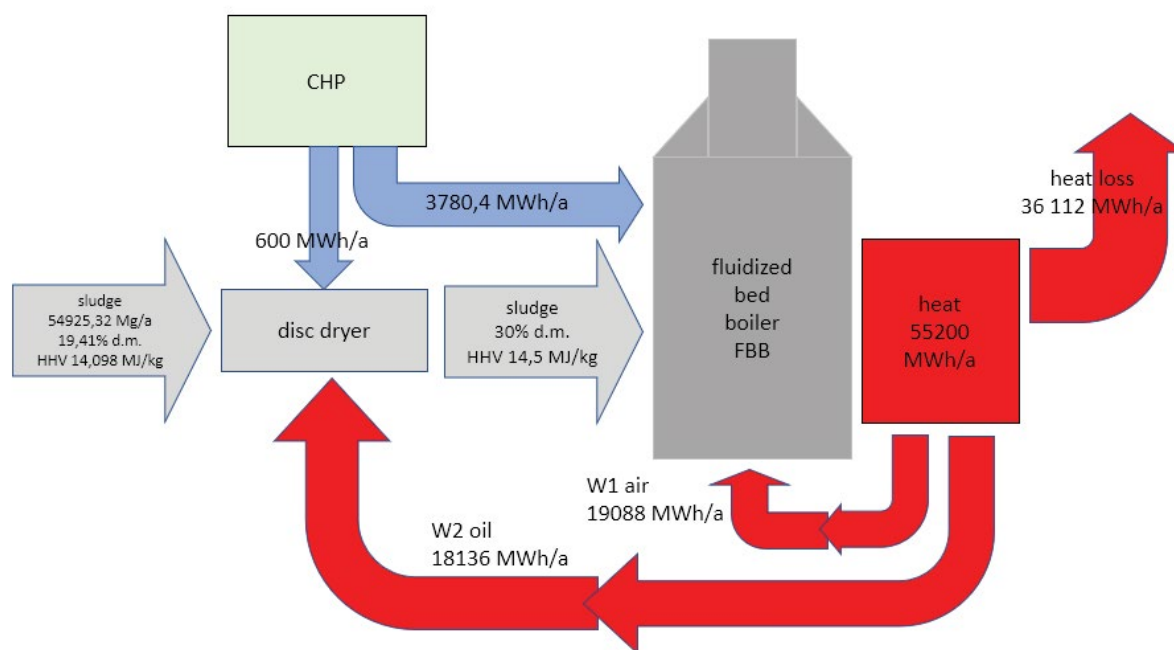 CHP
3780,4 MWh/a
600 MWh/a
sludge
54925,32 Mg/a
19,41% d.m.
HHV 14,098 MJ/kg
disc dryer
sludge
30% d.m.
HHV 14,5 MJ/kg
fluidized
bed
boiler
FBB
heat
55200
MWh/a
heat loss
36 112 MWh/a
W1 air
19088 MWh/a
W2 oil
18136 MWh/a